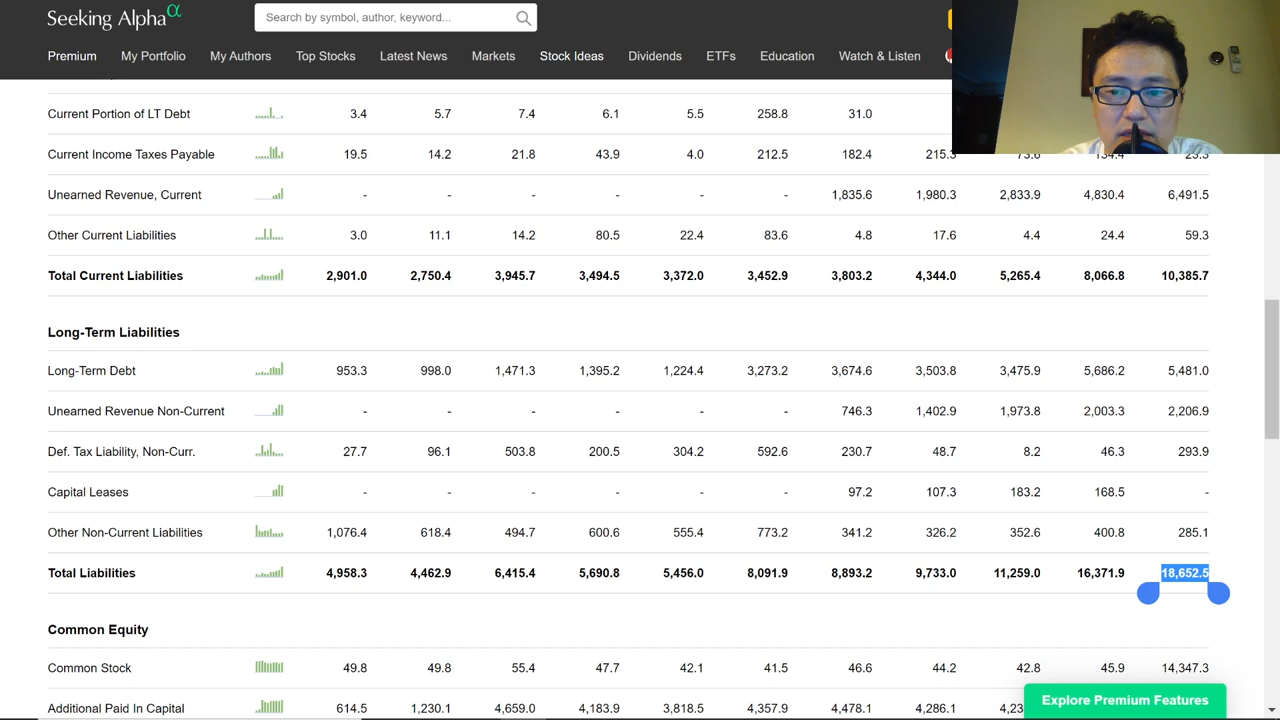 Seeking Alpha α
Search by symbol, author, keyword...
Premium My Portfolio My Authors Top Stocks Latest News Markets Stock Ideas Dividends ETFs Education Watch & Listen
Current Portion of LT Debt 3.4 5.7 7.4 6.1 5.5 258.8 31.0
Current Income Taxes Payable 19.5 14.2 21.8 43.9 4.0 212.5 182.4 215.3
Unearned Revenue, Current - - - - - - 1,835.6 1,980.3 2,833.9 4,830.4 6,491.5
Other Current Liabilities 3.0 11.1 14.2 80.5 22.4 83.6 4.8 17.6 4.4 24.4 59.3
Total Current Liabilities 2,901.0 2,750.4 3,945.7 3,494.5 3,372.0 3,452.9 3,803.2 4,344.0 5,265.4 8,066.8 10,385.7
Long-Term Liabilities
Long-Term Debt 953.3 998.0 1,471.3 1,395.2 1,224.4 3,273.2 3,674.6 3,503.8 3,475.9 5,686.2 5,481.0
Unearned Revenue Non-Current - - - - - - 746.3 1,402.9 1,973.8 2,003.3 2,206.9
Def. Tax Liability, Non-Curr. 27.7 96.1 503.8 200.5 304.2 592.6 230.7 48.7 8.2 46.3 293.9
Capital Leases - - - - - - 97.2 107.3 183.2 168.5 -
Other Non-Current Liabilities 1,076.4 618.4 494.7 600.6 555.4 773.2 341.2 326.2 352.6 400.8 285.1
Total Liabilities 4,958.3 4,462.9 6,415.4 5,690.8 5,456.0 8,091.9 8,893.2 9,733.0 11,259.0 16,371.9 18,652.5
Common Equity
Common Stock 49.8 49.8 55.4 47.7 42.1 41.5 46.6 44.2 42.8 45.9 14,347.3
Additional Paid In Capital 614.5 1,230.1 4,659.0 4,183.9 3,818.5 4,357.9 4,478.1 4,286.1
Explore Premium Features